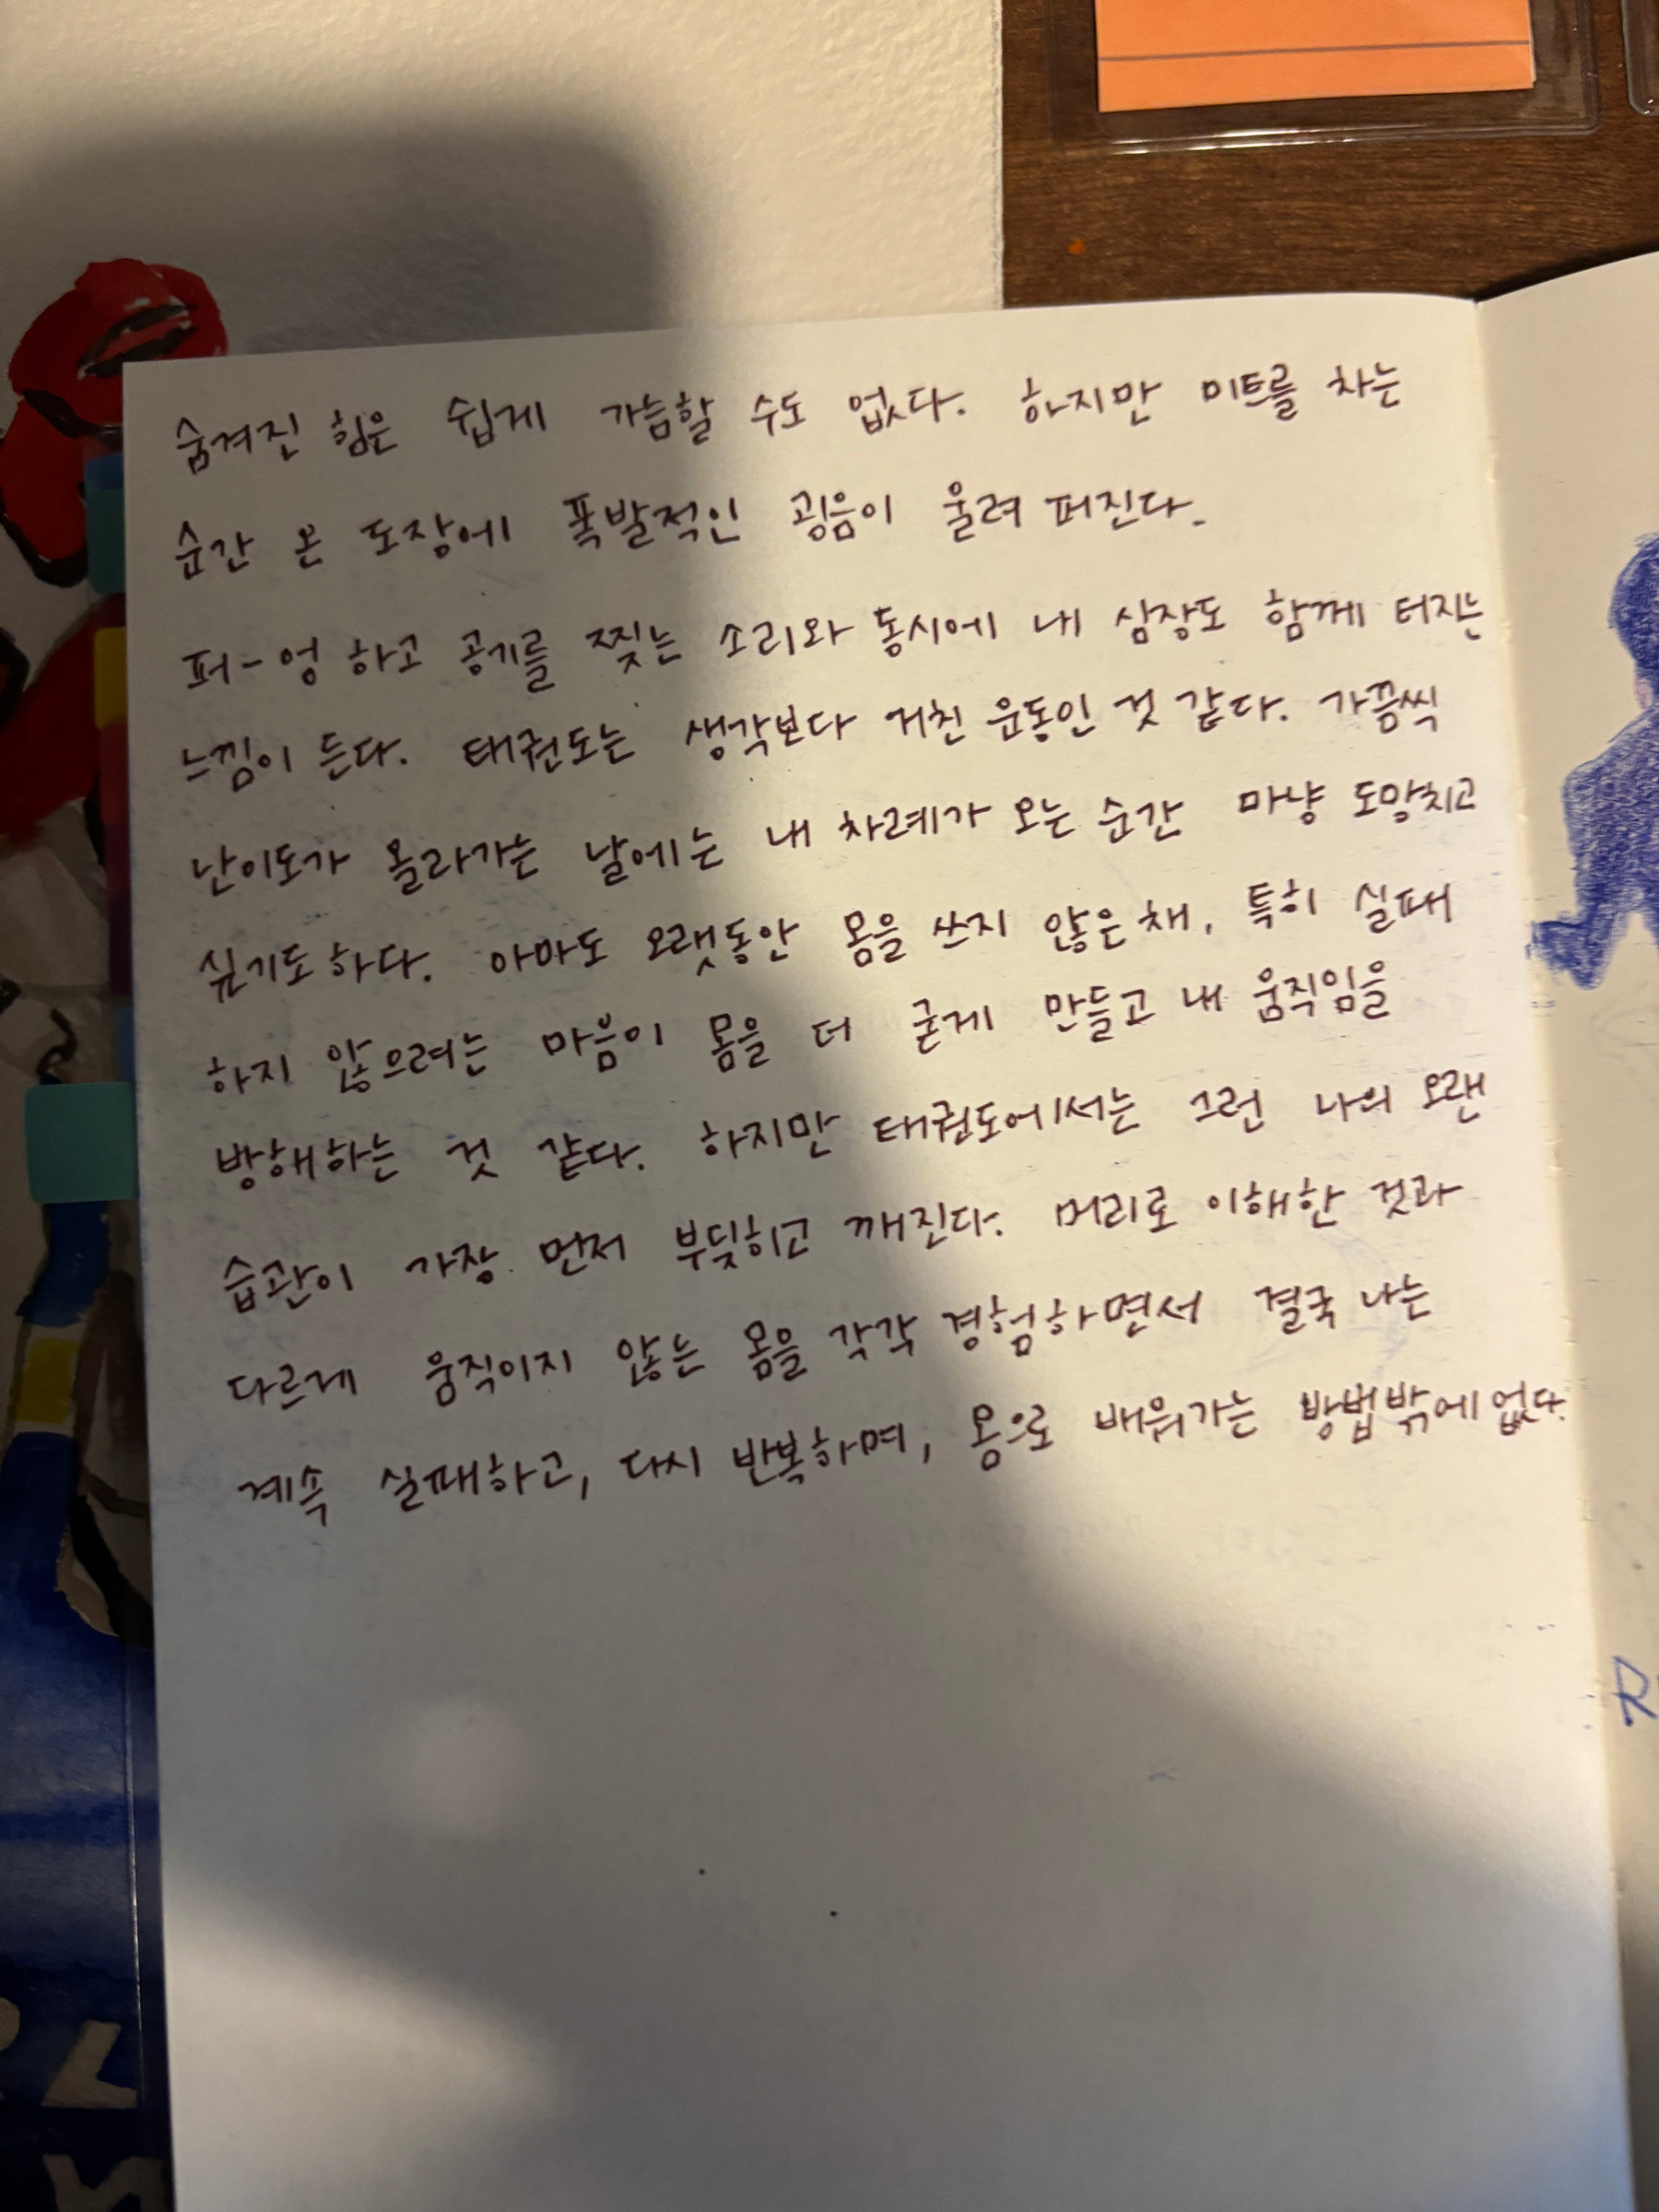 숨겨진 힘은 쉽게 가늠할 수도 없다. 하지만 미트를 차는
순간 온 도장에 폭발적인 굉음이 울려 퍼진다.
퍼-엉 하고 공기를 찢는 소리와 동시에 내 심장도 함께 터지는
느낌이 든다. 태권도는 생각보다 거친 운동인 것 같다. 가끔씩
난이도가 올라가는 날에는 내 차례가 오는 순간 마냥 도망치고
싶기도 하다. 아마도 오랫동안 몸을 쓰지 않은 채, 특히 실패
하지 않으려는 마음이 몸을 더 굳게 만들고 내 움직임을
방해하는 것 같다. 하지만 태권도에서는 그런 나의 오랜
습관이 가장 먼저 부딪히고 깨진다. 머리로 이해한 것과
다르게 움직이지 않는 몸을 각각 경험하면서 결국 나는
계속 실패하고, 다시 반복하며, 몸으로 배워가는 방법밖에 없다.